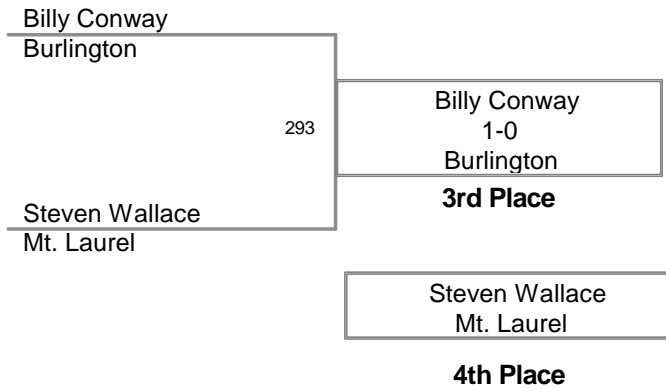 Billy Conway
Burlington
293
Billy Conway
1-0
Burlington
3rd Place
Steven Wallace
Mt. Laurel
Steven Wallace
Mt. Laurel
4th Place